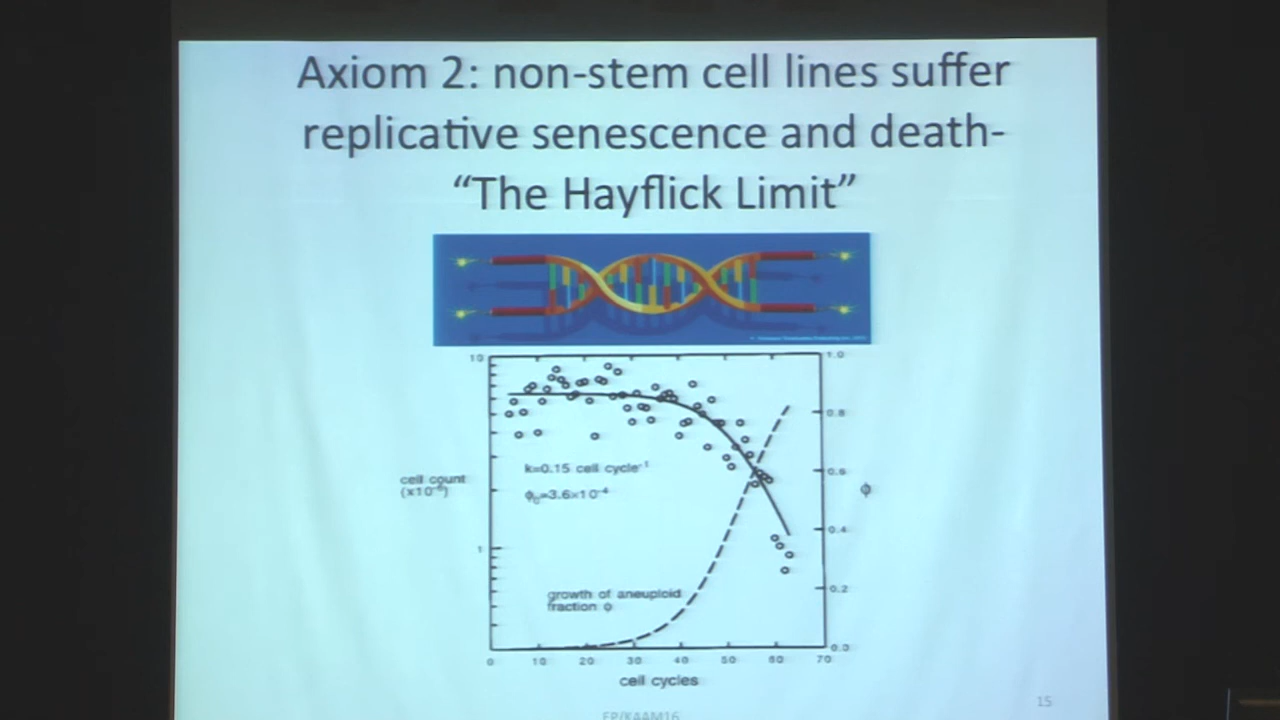 Axiom 2: non-stem cell lines suffer
replicative senescence and death-
“The Hayflick Limit”
10
1
cell count
k=0.15 cell cycle⁻¹
ϕ₀=3.6×10⁻⁴
growth of aneuploid
fraction ϕ
1.0
0.8
0.6
ϕ
0.4
0.2
0.0
0 10 20 30 40 50 60 70
cell cycles
15